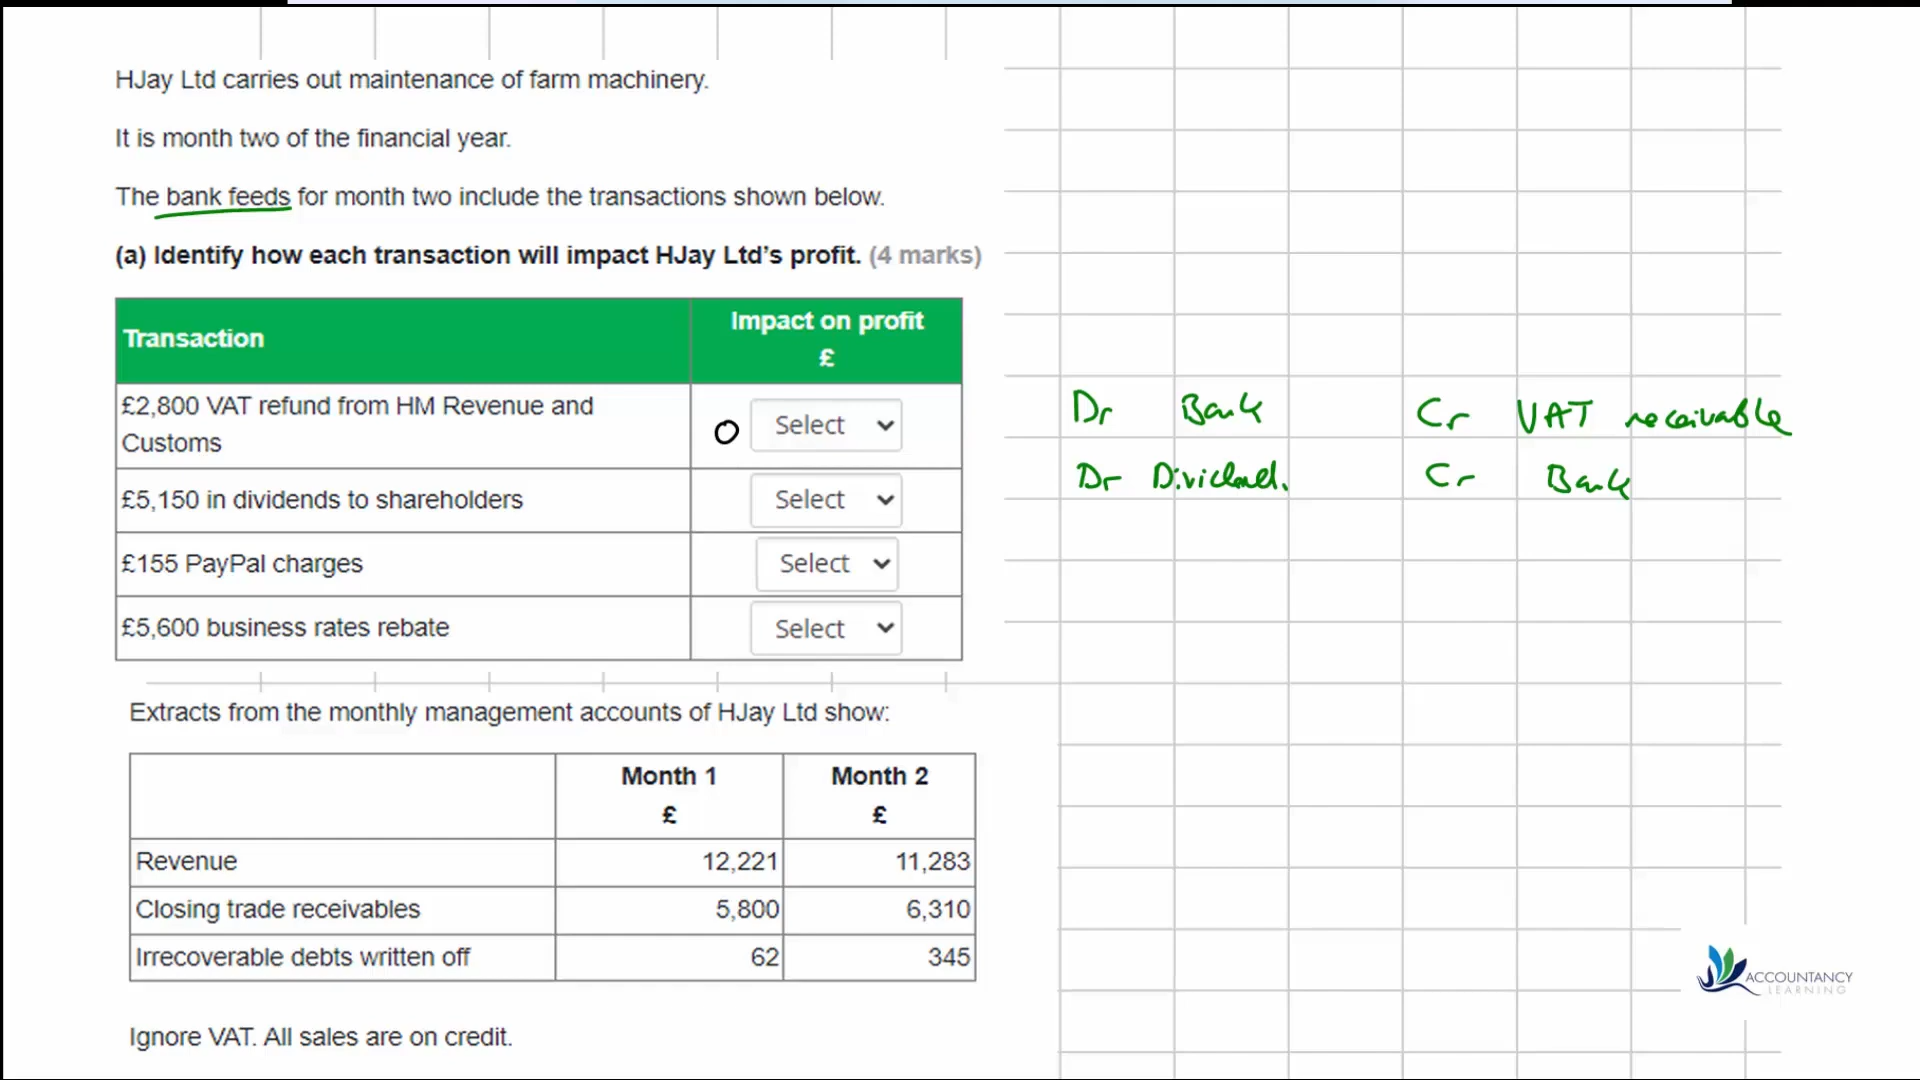 HJay Ltd carries out maintenance of farm machinery.
It is month two of the financial year.
The bank feeds for month two include the transactions shown below.
(a) Identify how each transaction will impact HJay Ltd’s profit. (4 marks)
Transaction
Impact on profit
£
£2,800 VAT refund from HM Revenue and
Customs
0 Select
Dr Bank Cr VAT receivable
£5,150 in dividends to shareholders
Select
Dr Dividend. Cr Bank
£155 PayPal charges
Select
£5,600 business rates rebate
Select
Extracts from the monthly management accounts of HJay Ltd show:
Month 1 Month 2
£ £
Revenue 12,221 11,283
Closing trade receivables 5,800 6,310
Irrecoverable debts written off 62 345
Ignore VAT. All sales are on credit.
ACCOUNTANCY
LEARNING